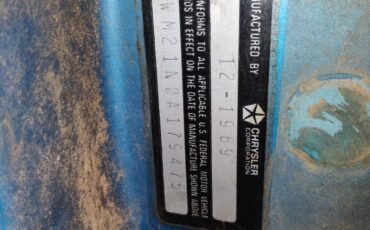 UFACTURED BY CHRYSLER CORPORATION
12-1969
NFORMS TO ALL APPLICABLE U.S. FEDERAL MOTOR VEHICLE
DS IN EFFECT ON THE DATE OF MANUFACTURE SHOWN ABOVE
WM21N0A179475